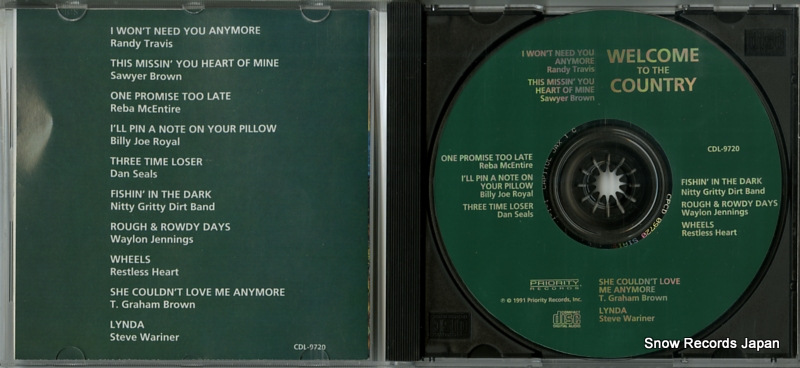 I WON'T NEED YOU ANYMORE
Randy Travis
THIS MISSIN' YOU HEART OF MINE
Sawyer Brown
ONE PROMISE TOO LATE
Reba McEntire
I'LL PIN A NOTE ON YOUR PILLOW
Billy Joe Royal
THREE TIME LOSER
Dan Seals
FISHIN' IN THE DARK
Nitty Gritty Dirt Band
ROUGH & ROWDY DAYS
Waylon Jennings
WHEELS
Restless Heart
SHE COULDN'T LOVE ME ANYMORE
T. Graham Brown
LYNDA
Steve Wariner
CDL-9720
WELCOME
TO THE
COUNTRY
I WON'T NEED YOU
ANYMORE
Randy Travis
THIS MISSIN' YOU
HEART OF MINE
Sawyer Brown
CDL-9720
ONE PROMISE TOO LATE
Reba McEntire
I'LL PIN A NOTE ON
YOUR PILLOW
Billy Joe Royal
THREE TIME LOSER
Dan Seals
FISHIN' IN THE DARK
Nitty Gritty Dirt Band
ROUGH & ROWDY DAYS
Waylon Jennings
WHEELS
Restless Heart
PRIORITY
RECORDS
℗ © 1991 Priority Records, Inc.
COMPACT
disc
DIGITAL AUDIO
SHE COULDN'T LOVE
ME ANYMORE
T. Graham Brown
LYNDA
Steve Wariner
Snow Records Japan